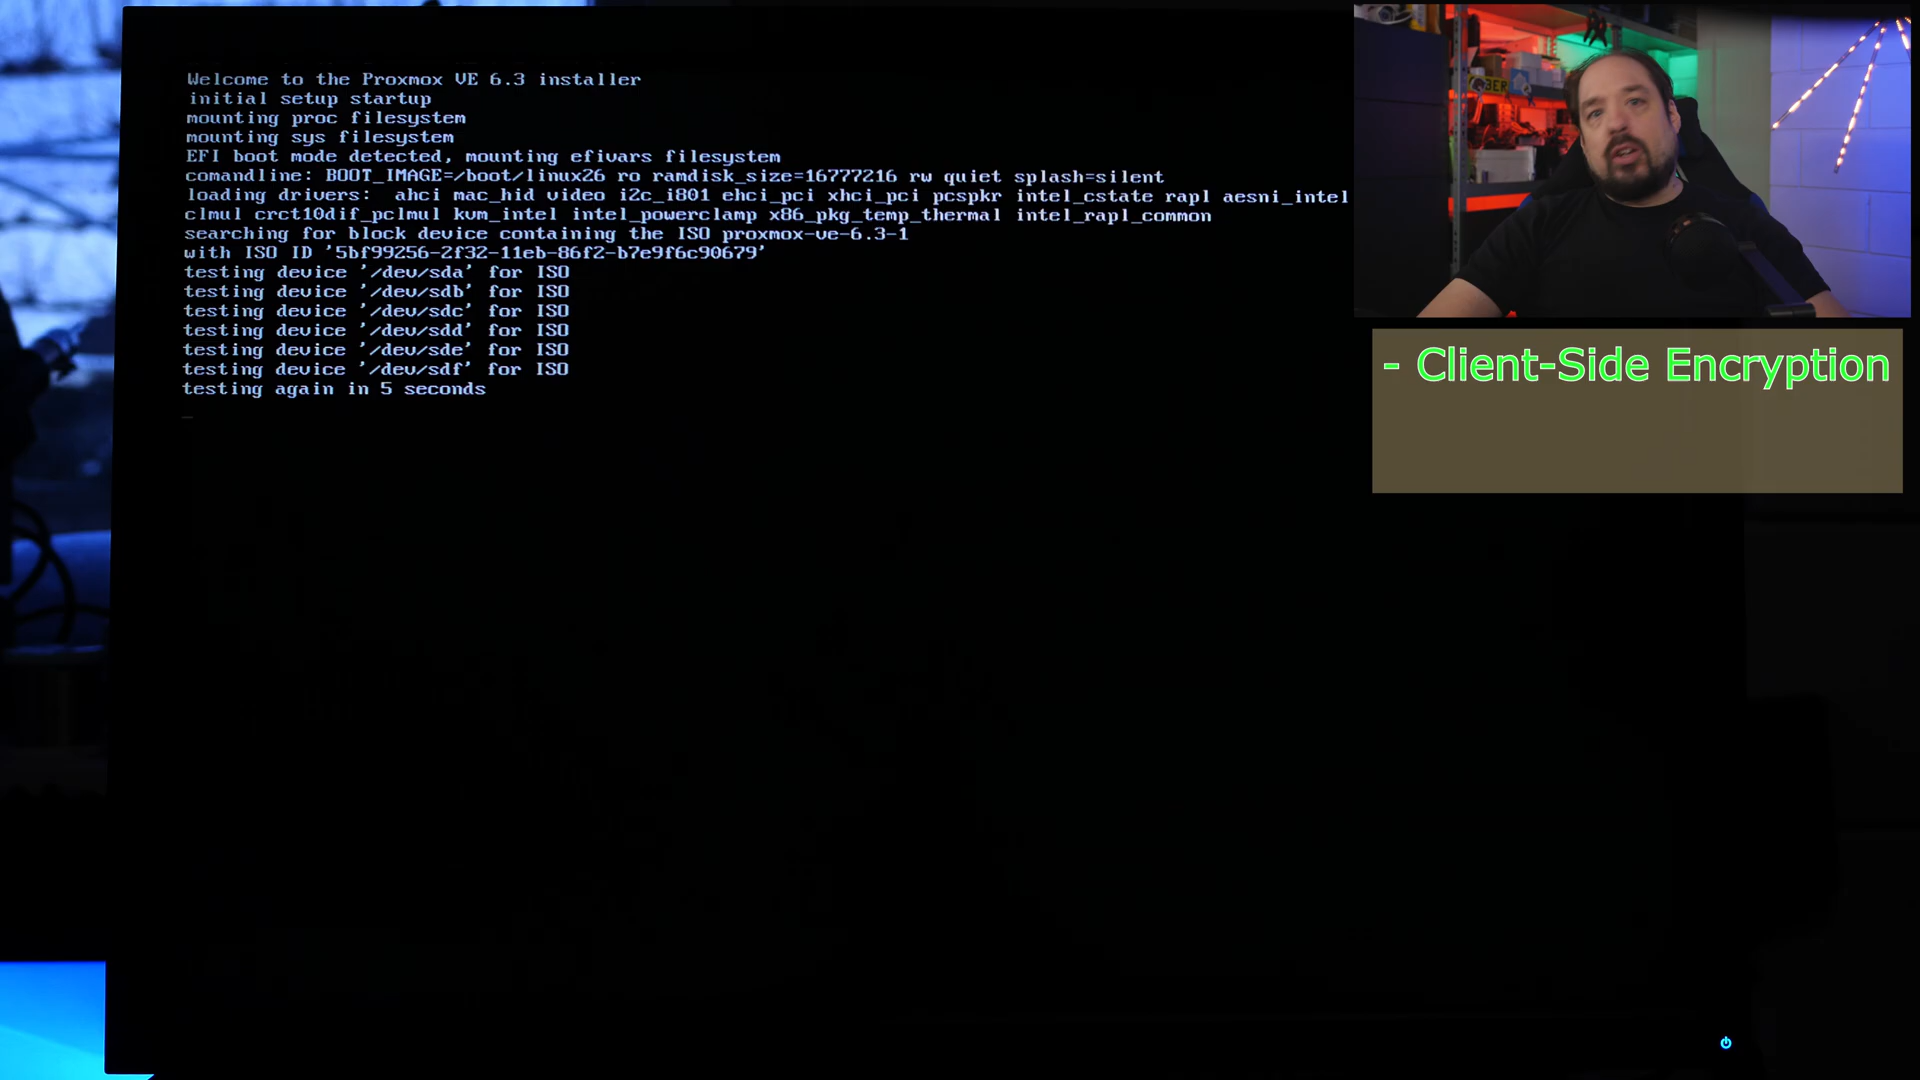 Welcome to the Proxmox VE 6.3 installer
initial setup startup
mounting proc filesystem
mounting sys filesystem
EFI boot mode detected, mounting efivars filesystem
comandline: BOOT_IMAGE=/boot/linux26 ro ramdisk_size=16777216 rw quiet splash=silent
loading drivers:  ahci mac_hid video i2c_i801 ehci_pci xhci_pci pcspkr intel_cstate rapl aesni_intel
clmul crct10dif_pclmul kvm_intel intel_powerclamp x86_pkg_temp_thermal intel_rapl_common
searching for block device containing the ISO proxmox-ve-6.3-1
with ISO ID '5bf99256-2f32-11eb-86f2-b7e9f6c90679'
testing device '/dev/sda' for ISO
testing device '/dev/sdb' for ISO
testing device '/dev/sdc' for ISO
testing device '/dev/sdd' for ISO
testing device '/dev/sde' for ISO
testing device '/dev/sdf' for ISO
testing again in 5 seconds
- Client-Side Encryption